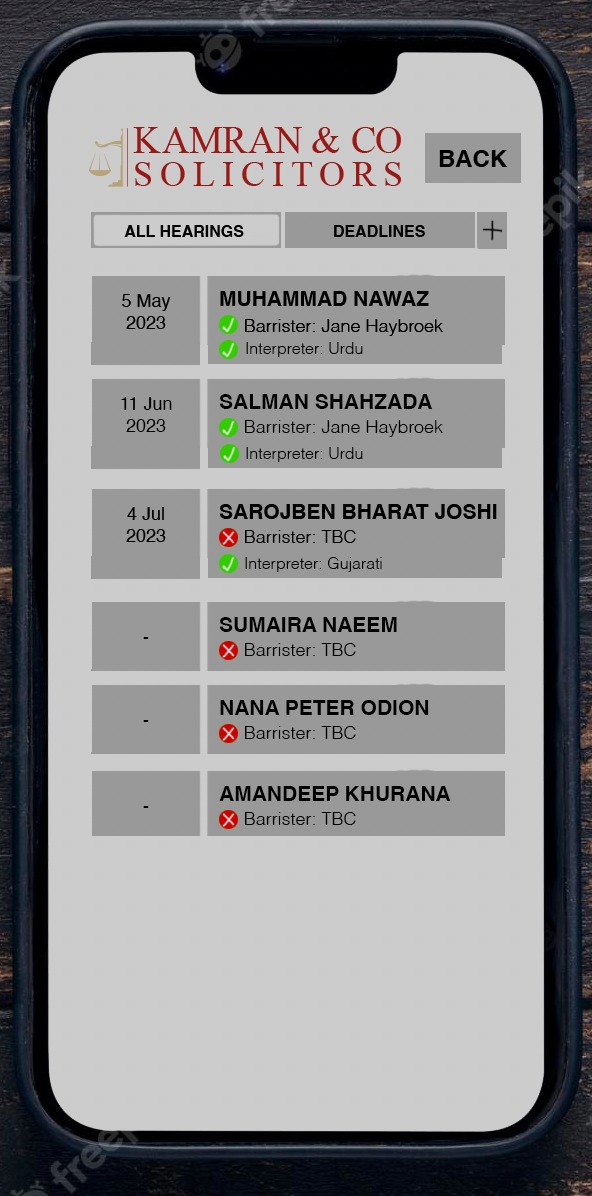 KAMRAN & CO
SOLICITORS
BACK
ALL HEARINGS
DEADLINES
+
5 May
2023
MUHAMMAD NAWAZ
Barrister: Jane Haybroek
Interpreter: Urdu
11 Jun
2023
SALMAN SHAHZADA
Barrister: Jane Haybroek
Interpreter: Urdu
4 Jul
2023
SAROJBEN BHARAT JOSHI
Barrister: TBC
Interpreter: Gujarati
-
SUMAIRA NAEEM
Barrister: TBC
-
NANA PETER ODION
Barrister: TBC
-
AMANDEEP KHURANA
Barrister: TBC